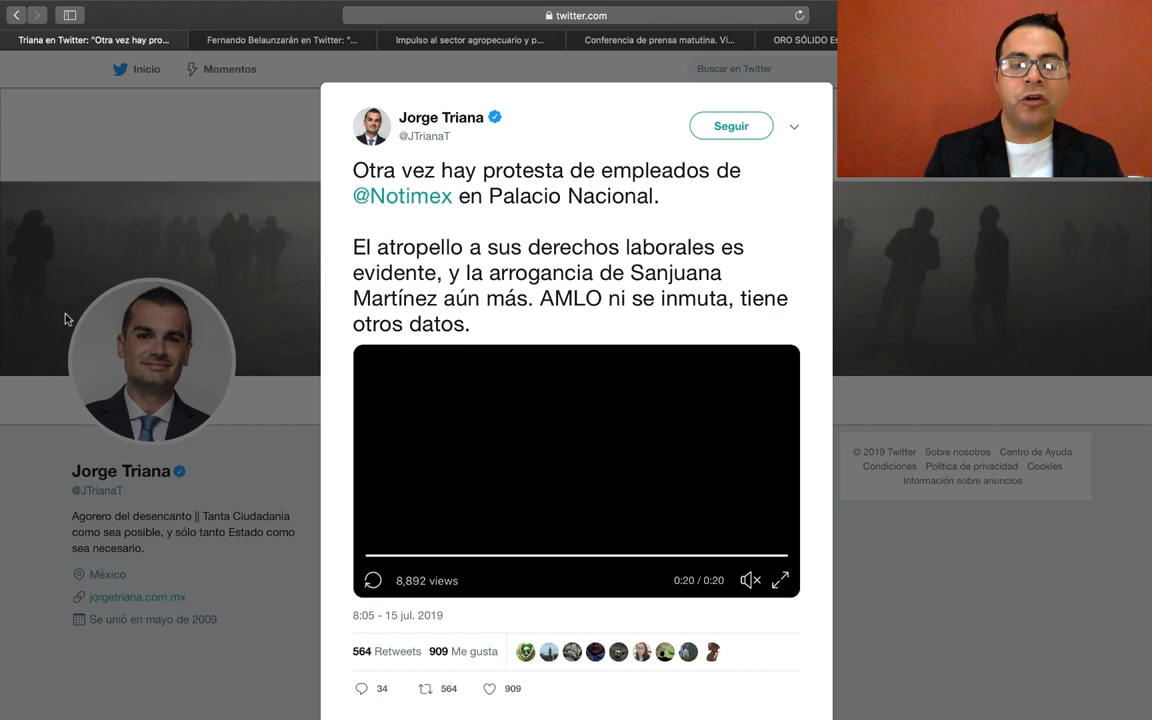 twitter.com
Triana en Twitter: "Otra vez hay pro...
Fernando Belaunzarán en Twitter: "...
Impulso al sector agropecuario y p...
Conferencia de prensa matutina. Vi...
ORO SÓLIDO Es
Inicio
Momentos
Buscar en Twitter
Jorge Triana
@JTrianaT
Seguir
Otra vez hay protesta de empleados de
@Notimex en Palacio Nacional.
El atropello a sus derechos laborales es
evidente, y la arrogancia de Sanjuana
Martínez aún más. AMLO ni se inmuta, tiene
otros datos.
8,892 views
0:20 / 0:20
8:05 - 15 jul. 2019
564 Retweets 909 Me gusta
34
564
909
Jorge Triana
@JTrianaT
Agorero del desencanto || Tanta Ciudadanía
como sea posible, y sólo tanto Estado como
sea necesario.
México
jorgetriana.com.mx
Se unió en mayo de 2009
© 2019 Twitter Sobre nosotros Centro de Ayuda
Condiciones Política de privacidad Cookies
Información sobre anuncios